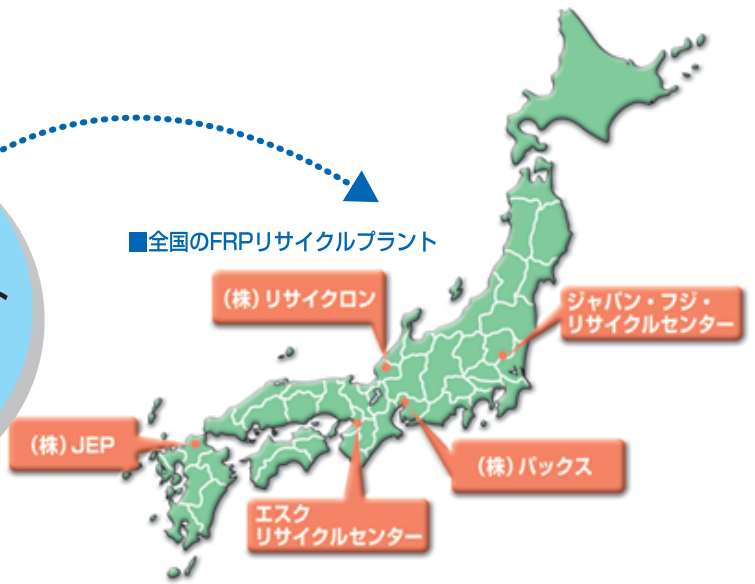 ■全国のFRPリサイクルプラント
(株)リサイクロン
ジャパン・フジ・
リサイクルセンター
(株)JEP
(株)バックス
エスク
リサイクルセンター